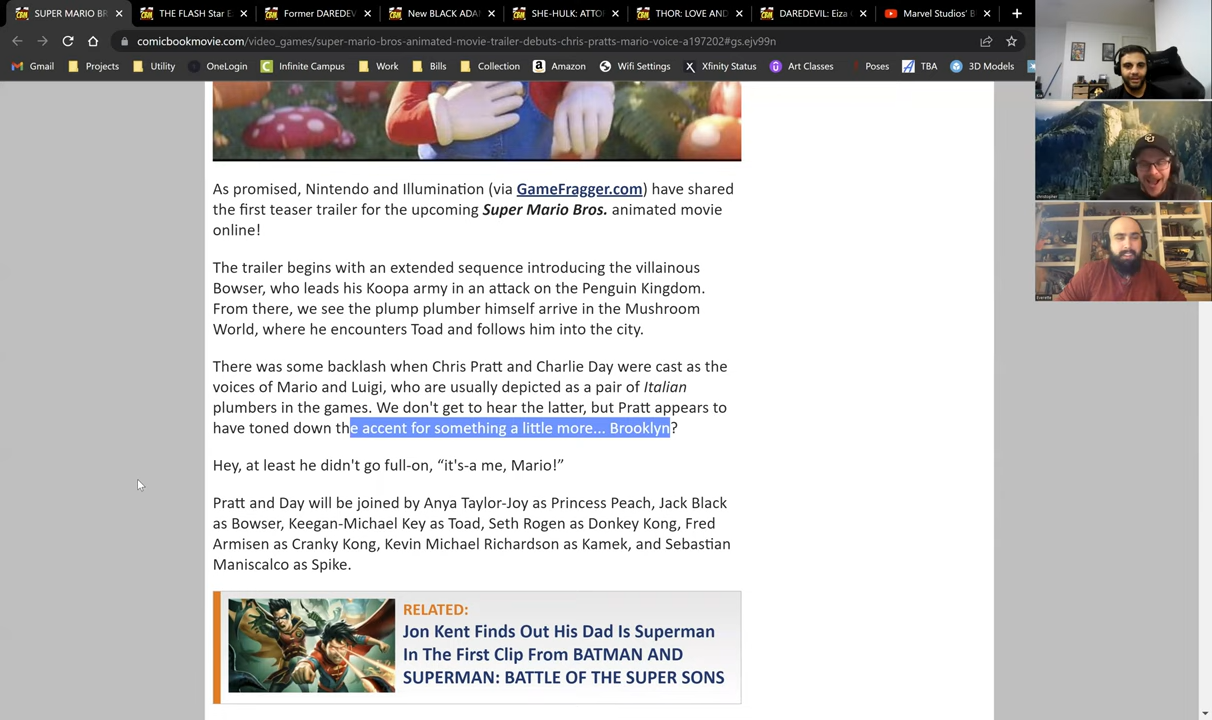 SUPER MARIO BR
THE FLASH Star E
Former DAREDEV
New BLACK ADA
SHE-HULK: ATTO
THOR: LOVE AND
DAREDEVIL: Eiza
Marvel Studios' B
comicbookmovie.com/video_games/super-mario-bros-animated-movie-trailer-debuts-chris-pratts-mario-voice-a197202#gs.ejv99n
Gmail
Projects
Utility
OneLogin
Infinite Campus
Work
Bills
Collection
Amazon
Wifi Settings
Xfinity Status
Art Classes
Poses
TBA
3D Models
As promised, Nintendo and Illumination (via GameFragger.com) have shared
the first teaser trailer for the upcoming Super Mario Bros. animated movie
online!
The trailer begins with an extended sequence introducing the villainous
Bowser, who leads his Koopa army in an attack on the Penguin Kingdom.
From there, we see the plump plumber himself arrive in the Mushroom
World, where he encounters Toad and follows him into the city.
There was some backlash when Chris Pratt and Charlie Day were cast as the
voices of Mario and Luigi, who are usually depicted as a pair of Italian
plumbers in the games. We don't get to hear the latter, but Pratt appears to
have toned down the accent for something a little more... Brooklyn?
Hey, at least he didn't go full-on, “it's-a me, Mario!”
Pratt and Day will be joined by Anya Taylor-Joy as Princess Peach, Jack Black
as Bowser, Keegan-Michael Key as Toad, Seth Rogen as Donkey Kong, Fred
Armisen as Cranky Kong, Kevin Michael Richardson as Kamek, and Sebastian
Maniscalco as Spike.
RELATED:
Jon Kent Finds Out His Dad Is Superman
In The First Clip From BATMAN AND
SUPERMAN: BATTLE OF THE SUPER SONS